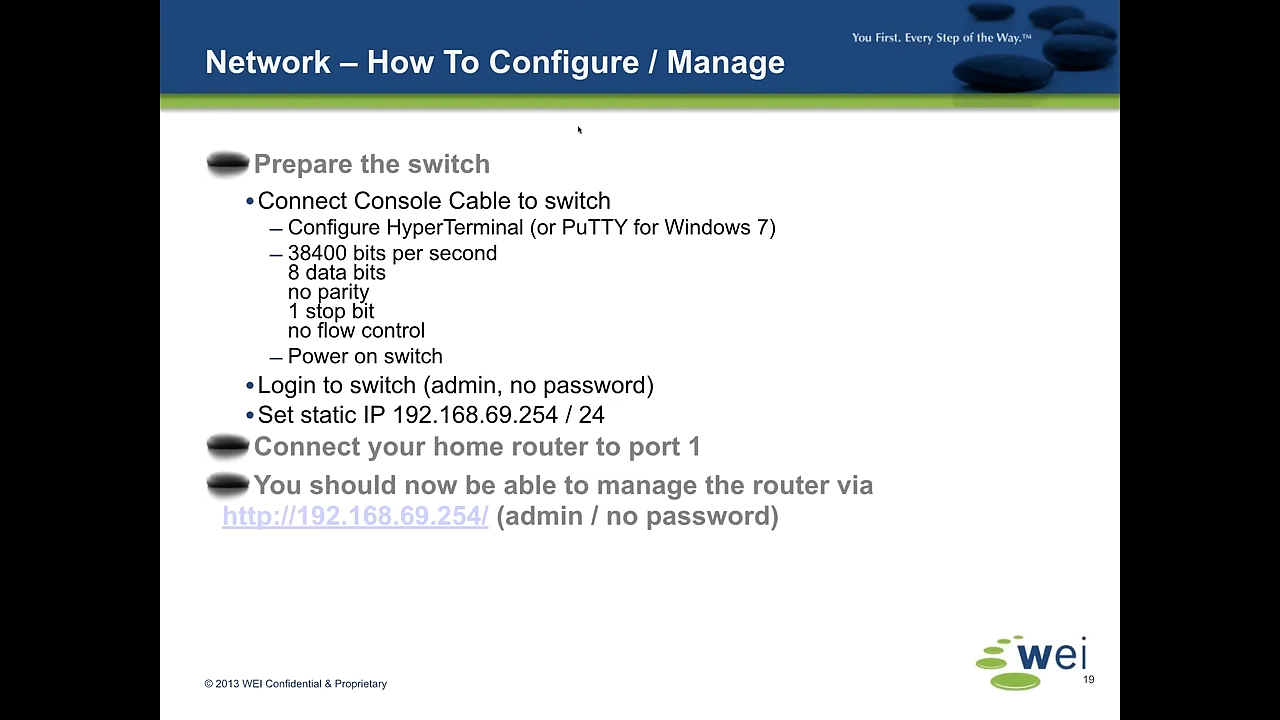 You First. Every Step of the Way.™
Network – How To Configure / Manage
Prepare the switch
•Connect Console Cable to switch
– Configure HyperTerminal (or PuTTY for Windows 7)
– 38400 bits per second
8 data bits
no parity
1 stop bit
no flow control
– Power on switch
•Login to switch (admin, no password)
•Set static IP 192.168.69.254 / 24
Connect your home router to port 1
You should now be able to manage the router via
http://192.168.69.254/ (admin / no password)
wei
19
© 2013 WEI Confidential & Proprietary